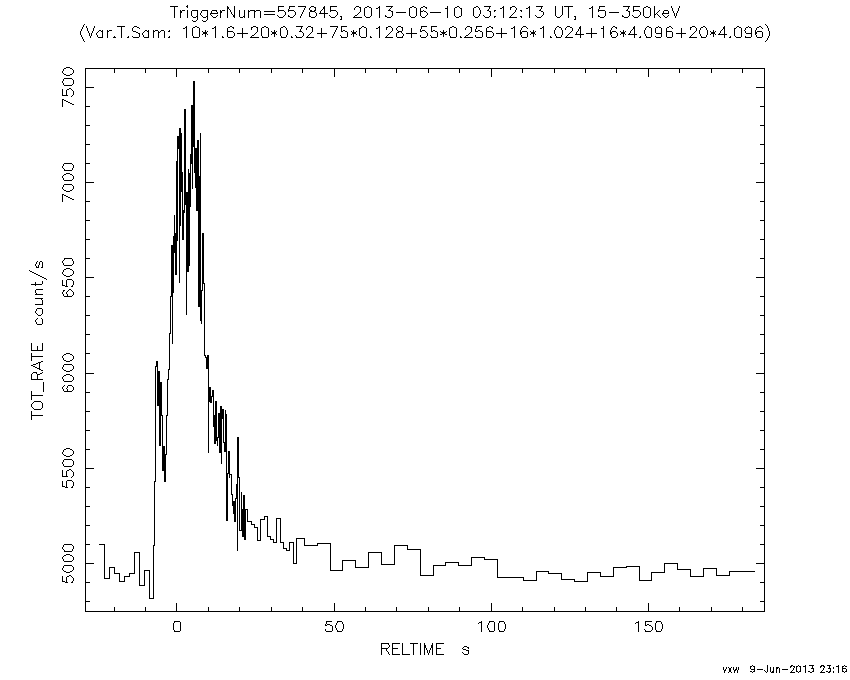 TriggerNum=557845, 2013-06-10 03:12:13 UT, 15-350keV
(Var.T.Sam: 10*1.6+20*0.32+75*0.128+55*0.256+16*1.024+16*4.096+20*4.096)
7500
7000
6500
6000
5500
5000
TOT_RATE count/s
0 50 100 150
RELTIME s
vxw 9-Jun-2013 23:16